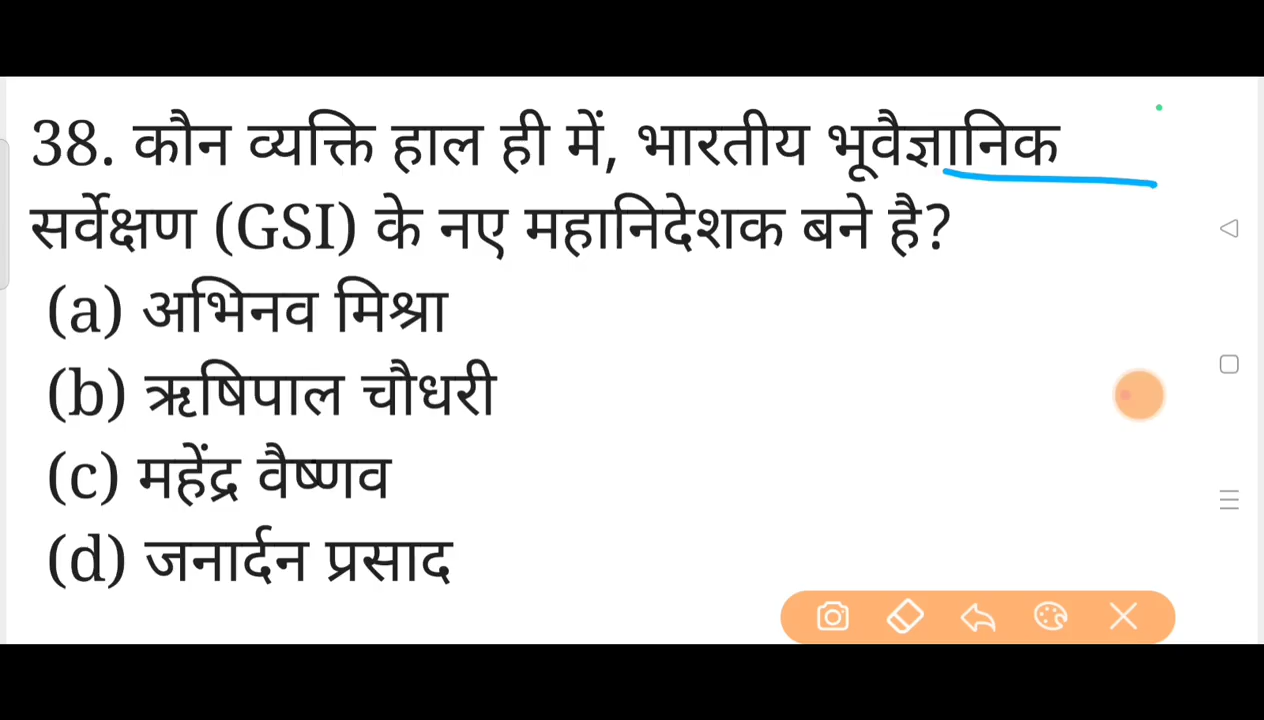 38. कौन व्यक्ति हाल ही में, भारतीय भूवैज्ञानिक
सर्वेक्षण (GSI) के नए महानिदेशक बने है?
(a) अभिनव मिश्रा
(b) ऋषिपाल चौधरी
(c) महेंद्र वैष्णव
(d) जनार्दन प्रसाद